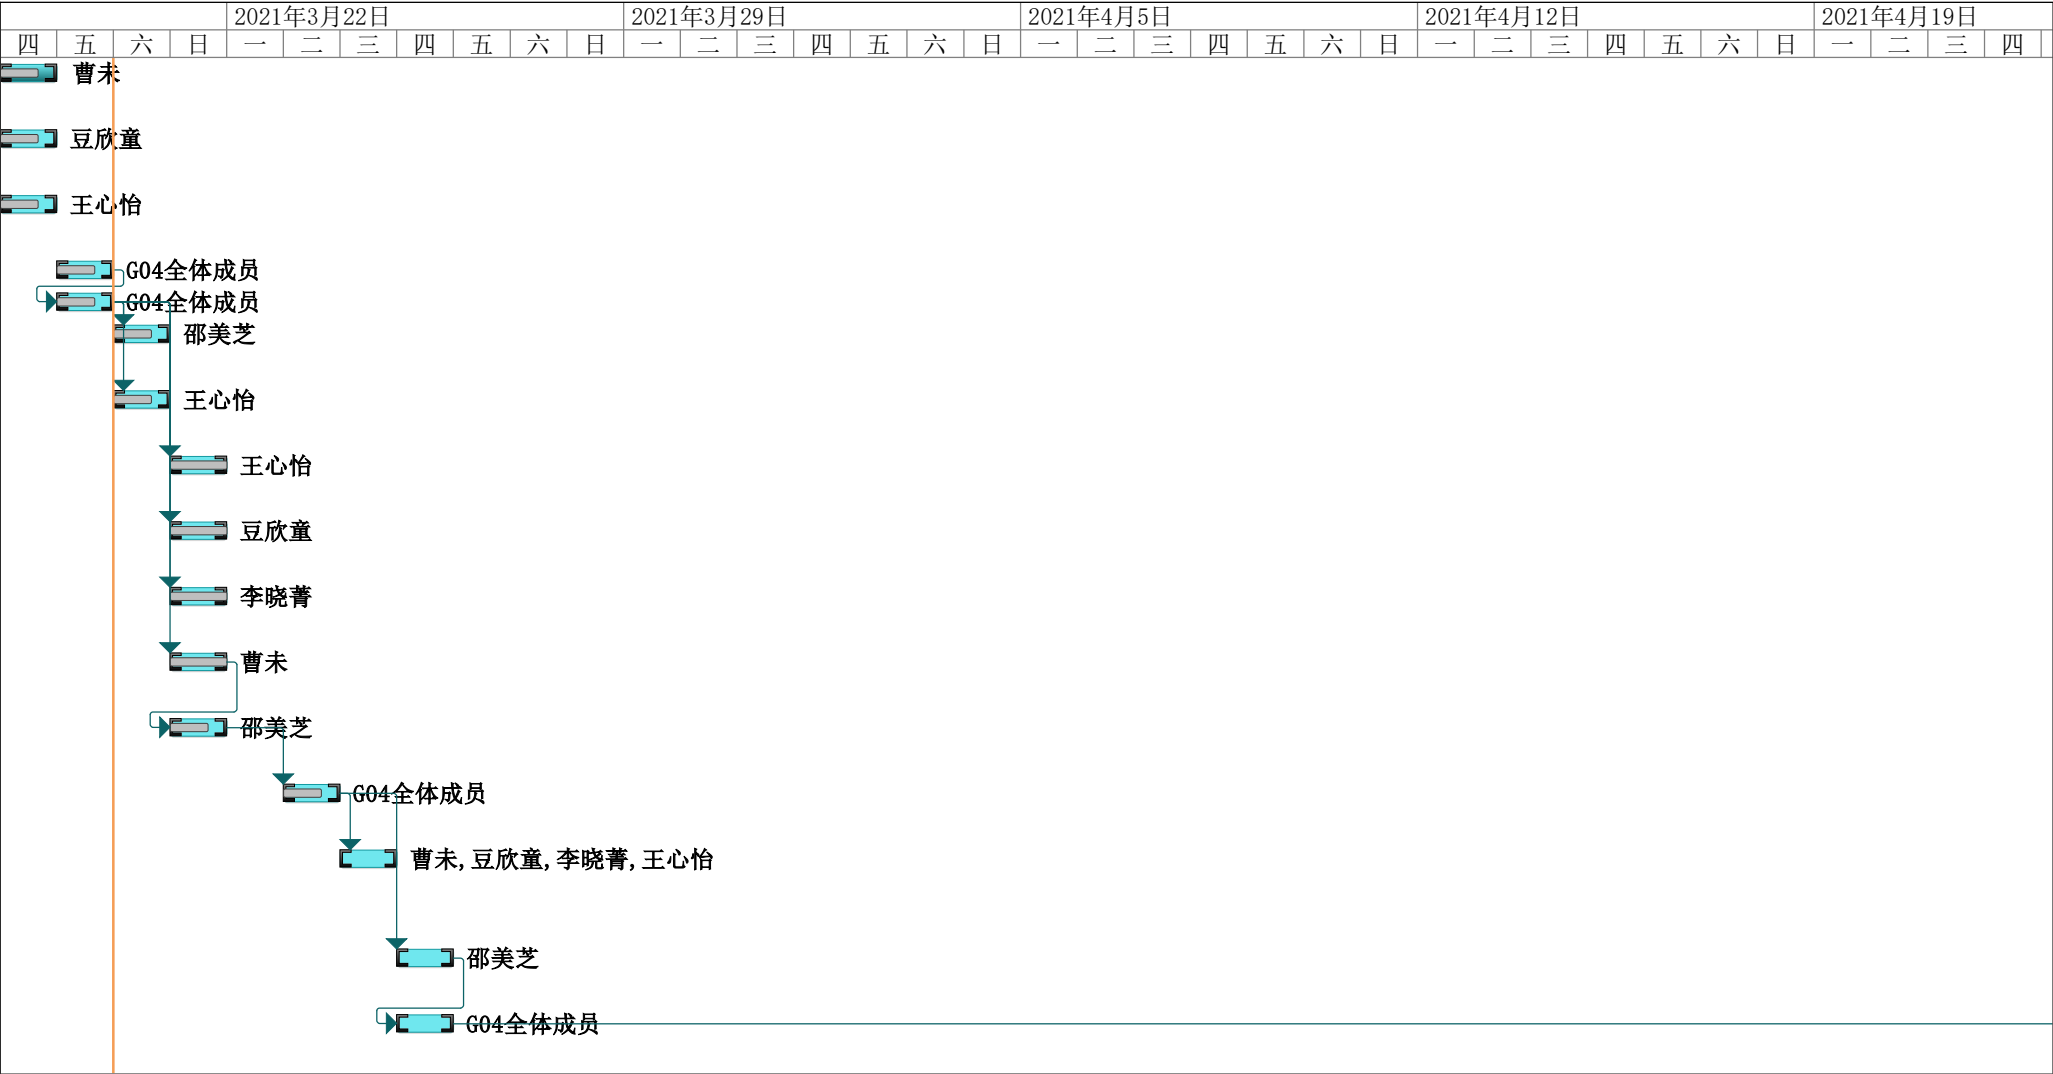 2021年3月22日 2021年3月29日 2021年4月5日 2021年4月12日 2021年4月19日
四 五 六 日 一 二 三 四 五 六 日 一 二 三 四 五 六 日 一 二 三 四 五 六 日 一 二 三 四 五 六 日 一 二 三 四
曹未
豆欣童
王心怡
G04全体成员
G04全体成员
邵美芝
王心怡
王心怡
豆欣童
李晓菁
曹未
邵美芝
G04全体成员
曹未,豆欣童,李晓菁,王心怡
邵美芝
G04全体成员